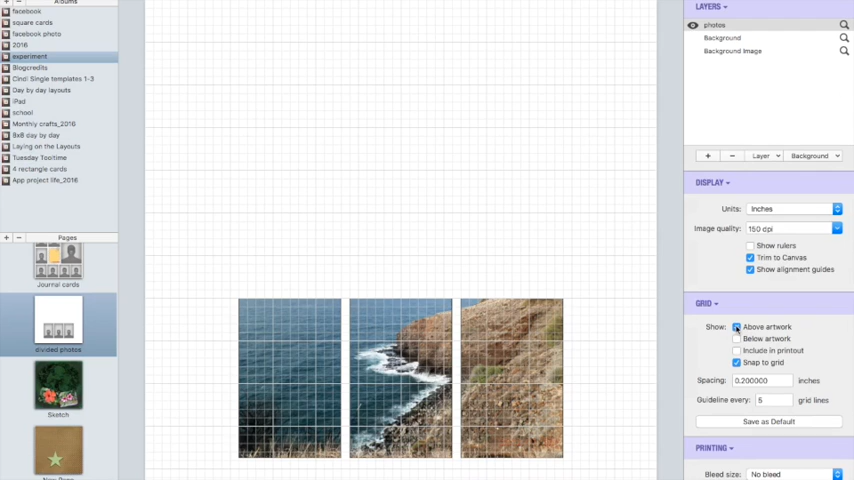 Albums
facebook
square cards
facebook photo
2016
experiment
Blogcredits
Cindi Single templates 1-3
Day by day layouts
iPad
school
Monthly crafts_2016
8x8 day by day
Laying on the Layouts
Tuesday Tooltime
4 rectangle cards
App project life_2016
+ − Pages
Journal cards
divided photos
Sketch
New Page
LAYERS
photos
Background
Background Image
+ − Layer Background
DISPLAY
Units: Inches
Image quality: 150 dpi
Show rulers
Trim to Canvas
Show alignment guides
GRID
Show: Above artwork
Below artwork
Include in printout
Snap to grid
Spacing: 0.200000 inches
Guideline every: 5 grid lines
Save as Default
PRINTING
Bleed size: No bleed